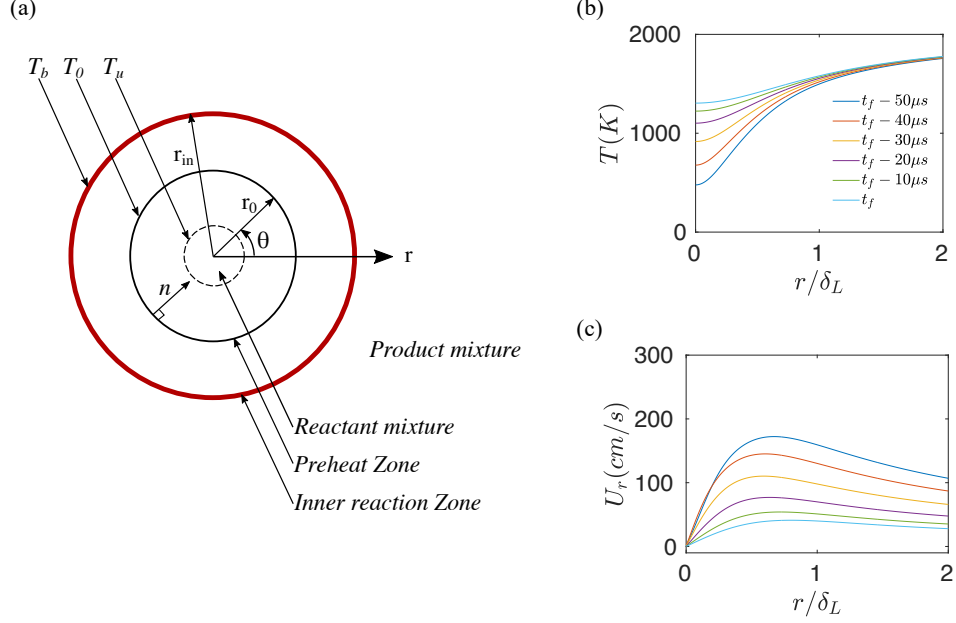 (a)
T_b
T_0
T_u
r_in
r_0
θ
r
n
Product mixture
Reactant mixture
Preheat Zone
Inner reaction Zone
(b)
2000
1000
0
T(K)
t_f − 50μs
t_f − 40μs
t_f − 30μs
t_f − 20μs
t_f − 10μs
t_f
0 1 2
r/δ_L
(c)
300
200
100
0
U_r(cm/s)
0 1 2
r/δ_L